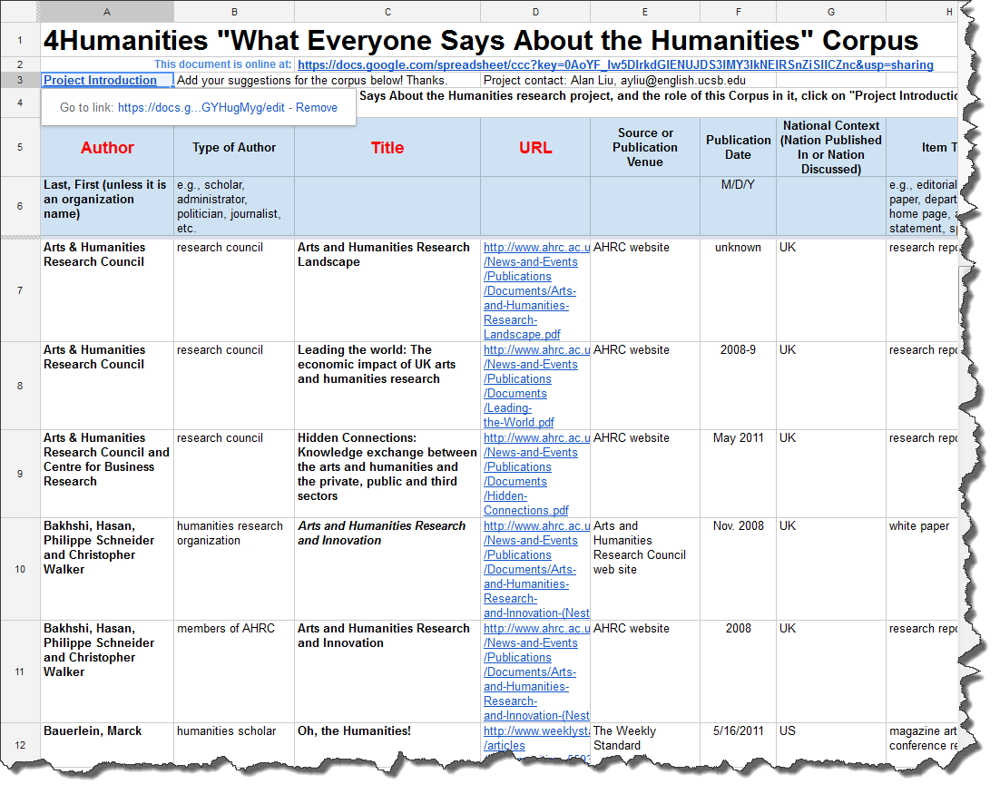 A B C D E F G H
1 4Humanities "What Everyone Says About the Humanities" Corpus
2 This document is online at: https://docs.google.com/spreadsheet/ccc?key=0AoYF_Iw5DIrkdGlENUJDS3lMY3lkNElRSnZiSllCZnc&usp=sharing
3 Project Introduction Add your suggestions for the corpus below! Thanks. Project contact: Alan Liu, ayliu@english.ucsb.edu
4 Says About the Humanities research project, and the role of this Corpus in it, click on "Project Introductio
Go to link: https://docs.g...GYHugMyg/edit - Remove
5
Author
Type of Author
Title
URL
Source or
Publication
Venue
Publication
Date
National Context
(Nation Published
In or Nation
Discussed)
Item T
6
Last, First (unless it is
an organization
name)
e.g., scholar,
administrator,
politician, journalist,
etc.
M/D/Y
e.g., editorial
paper, depart
home page, a
statement, sp
7
Arts & Humanities
Research Council
research council
Arts and Humanities Research
Landscape
http://www.ahrc.ac.u
/News-and-Events
/Publications
/Documents/Arts-
and-Humanities-
Research-
Landscape.pdf
AHRC website
unknown
UK
research repo
8
Arts & Humanities
Research Council
research council
Leading the world: The
economic impact of UK arts
and humanities research
http://www.ahrc.ac.u
/News-and-Events
/Publications
/Documents
/Leading-
the-World.pdf
AHRC website
2008-9
UK
research repo
9
Arts & Humanities
Research Council and
Centre for Business
Research
research council
Hidden Connections:
Knowledge exchange between
the arts and humanities and
the private, public and third
sectors
http://www.ahrc.ac.u
/News-and-Events
/Publications
/Documents
/Hidden-
Connections.pdf
AHRC website
May 2011
UK
research repo
10
Bakhshi, Hasan,
Philippe Schneider
and Christopher
Walker
humanities research
organization
Arts and Humanities Research
and Innovation
http://www.ahrc.ac.u
/News-and-Events
/Publications
/Documents/Arts-
and-Humanities-
Research-
and-Innovation-(Nest
Arts and
Humanities
Research Council
web site
Nov. 2008
UK
white paper
11
Bakhshi, Hasan,
Philippe Schneider
and Christopher
Walker
members of AHRC
Arts and Humanities Research
and Innovation
http://www.ahrc.ac.u
/News-and-Events
/Publications
/Documents/Arts-
and-Humanities-
Research-
and-Innovation-(Nest
AHRC website
2008
UK
research repo
12
Bauerlein, Marck
humanities scholar
Oh, the Humanities!
http://www.weeklysta
/articles
The Weekly
Standard
5/16/2011
US
magazine art
conference re